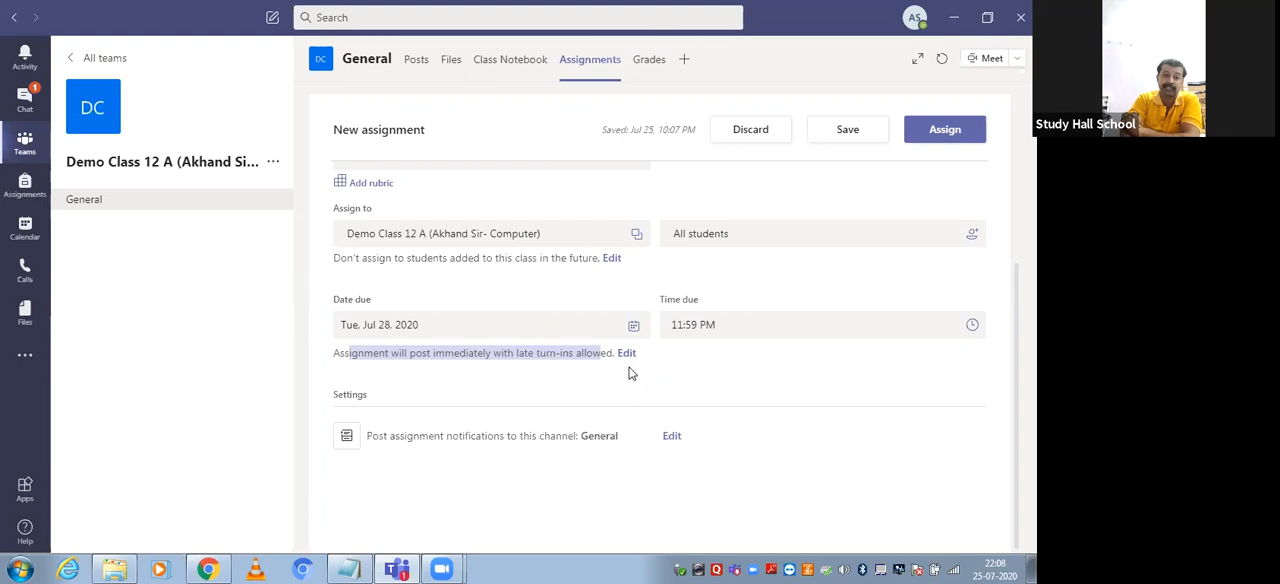 Search
AS
Activity
Chat
1
Teams
Assignments
Calendar
Calls
Files
Apps
Help
All teams
DC
Demo Class 12 A (Akhand Si...
General
DC
General
Posts
Files
Class Notebook
Assignments
Grades
Meet
New assignment
Saved: Jul 25, 10:07 PM
Discard
Save
Assign
Add rubric
Assign to
Demo Class 12 A (Akhand Sir- Computer)
All students
Don't assign to students added to this class in the future. Edit
Date due
Time due
Tue, Jul 28, 2020
11:59 PM
Assignment will post immediately with late turn-ins allowed. Edit
Settings
Post assignment notifications to this channel: General
Edit
Study Hall School
22:08
25-07-2020